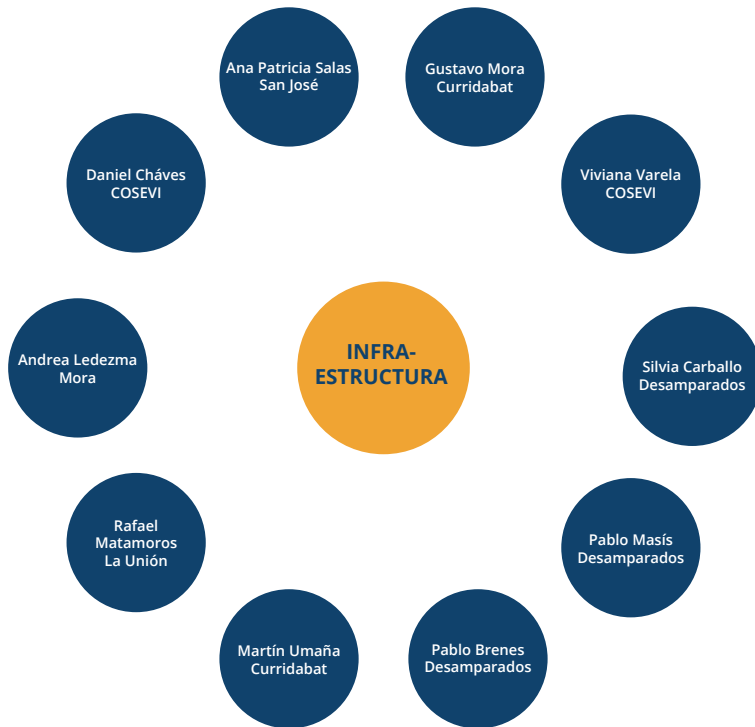 Ana Patricia Salas
San José
Gustavo Mora
Curridabat
Daniel Cháves
COSEVI
Viviana Varela
COSEVI
Andrea Ledezma
Mora
INFRA-
ESTRUCTURA
Silvia Carballo
Desamparados
Rafael
Matamoros
La Unión
Pablo Masís
Desamparados
Martín Umaña
Curridabat
Pablo Brenes
Desamparados